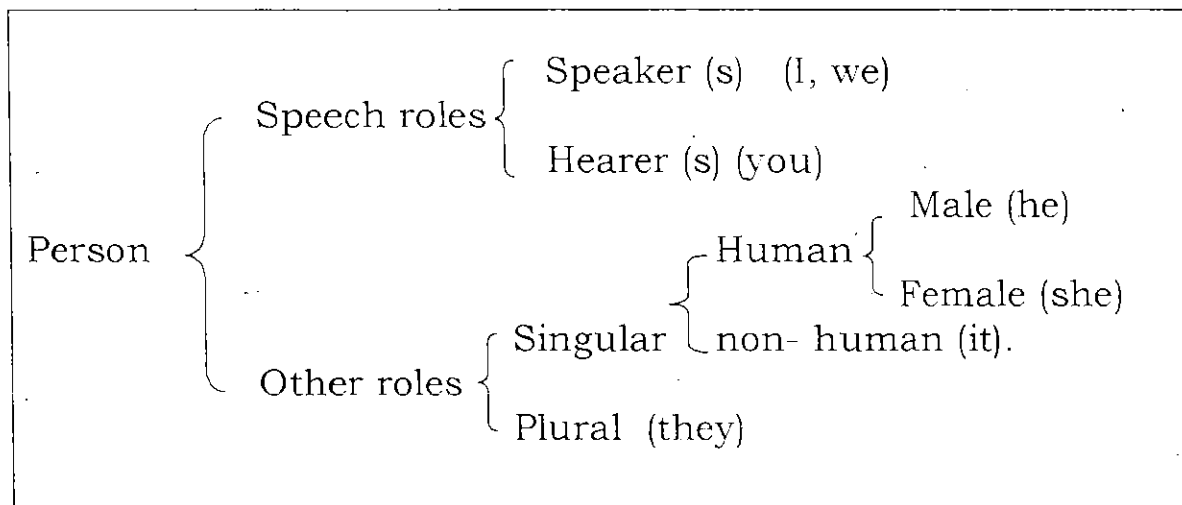 Speaker (s) (I, we)
Speech roles
Hearer (s) (you)
Male (he)
Person
Human
Female (she)
Singular
non- human (it).
Other roles
Plural (they)